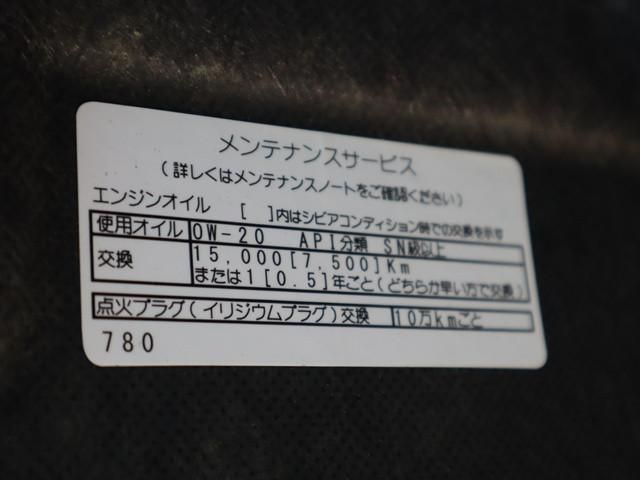 メンテナンスサービス
(詳しくはメンテナンスノートをご確認ください)
エンジンオイル [ ]内はシビアコンディション時での交換を示す
使用オイル 0W-20 API分類 SN級以上
交換 15,000[7,500]Km
または1[0.5]年ごと(どちらか早い方で交換)
点火プラグ(イリジウムプラグ)交換 10万kmごと
780